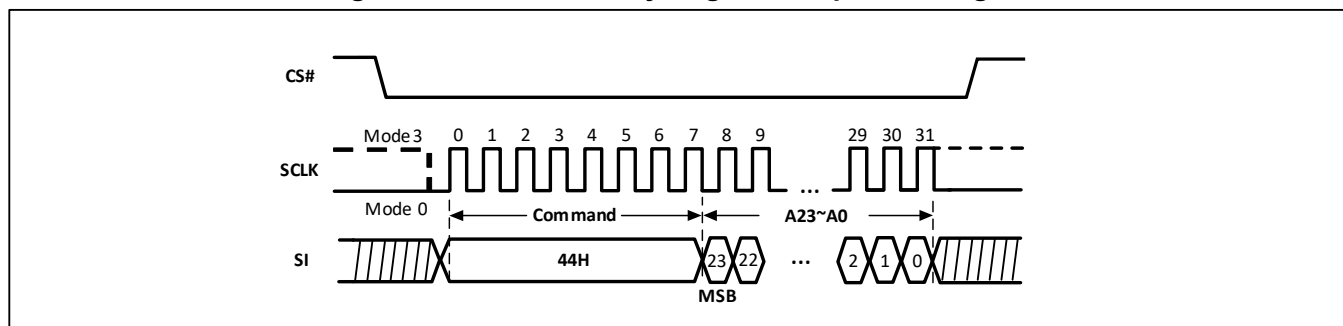 CS#
Mode 3 0 1 2 3 4 5 6 7 8 9 29 30 31
SCLK
...
Mode 0 Command A23~A0
SI 44H 23 22 ... 2 1 0
MSB